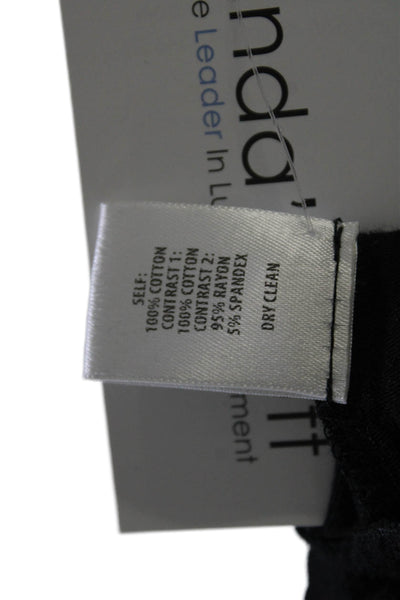 nda'
e Leader In Lu
ment
SELF:
100% COTTON
CONTRAST 1:
100% COTTON
CONTRAST 2:
95% RAYON
5% SPANDEX
DRY CLEAN